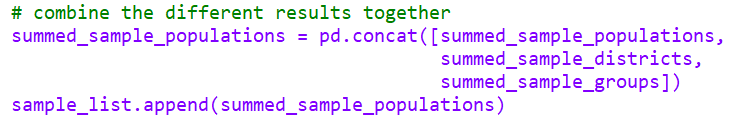 # combine the different results together
summed_sample_populations = pd.concat([summed_sample_populations,
summed_sample_districts,
summed_sample_groups])
sample_list.append(summed_sample_populations)